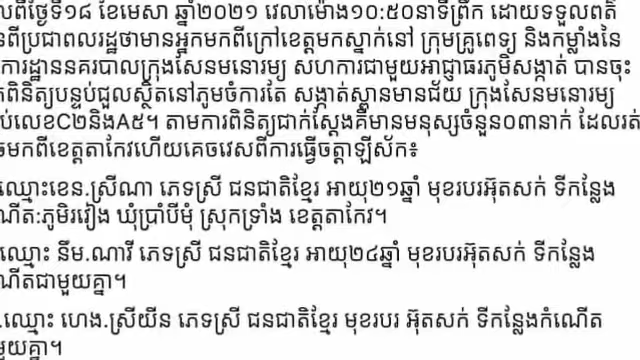 លពីថ្ងៃទី១៨ ខែមេសា ឆ្នាំ២០២១ វេលាម៉ោង១០:៥០នាទីព្រឹក ដោយទទួលពត៌
នពីប្រជាពលរដ្ឋថាមានអ្នកមកពីក្រៅខេត្តមកស្នាក់នៅ ក្រុមគ្រូពេទ្យ និងកម្លាំងនៃ
ការដ្ឋាននគរបាលក្រុងសែនមនោរម្យ សហការជាមួយអាជ្ញាធរភូមិសង្កាត់ បានចុះ
តពិនិត្យបន្ទប់ជួលស្ថិតនៅភូមចំការតែ សង្កាត់ស្ពានមានជ័យ ក្រុងសែនមនោរម្យ
ប់លេខC២និងA៥។ តាមការពិនិត្យជាក់ស្តែងគឺមានមនុស្សចំនួន០៣នាក់ ដែលរត់
ចមកពីខេត្តតាកែវហើយគេចវេសពីការធ្វើចត្តាឡីស័ក៖
ឈ្មោះខេន.ស្រីណា ភេទស្រី ជនជាតិខ្មែរ អាយុ២១ឆ្នាំ មុខរបរអ៊ុតសក់ ទីកន្លែង
ណើត:ភូមិរវៀង ឃុំប្រាំបីមុំ ស្រុកទ្រាំង ខេត្តតាកែវ។
ឈ្មោះ នឹម.ណាវី ភេទស្រី ជនជាតិខ្មែរ អាយុ២៤ឆ្នាំ មុខរបរអ៊ុតសក់ ទីកន្លែង
ណើតជាមួយគ្នា។
.ឈ្មោះ ហេង.ស្រីយីន ភេទស្រី ជនជាតិខ្មែរ មុខរបរ អ៊ុតសក់ ទីកន្លែងកំណើត
មួយគ្នា។